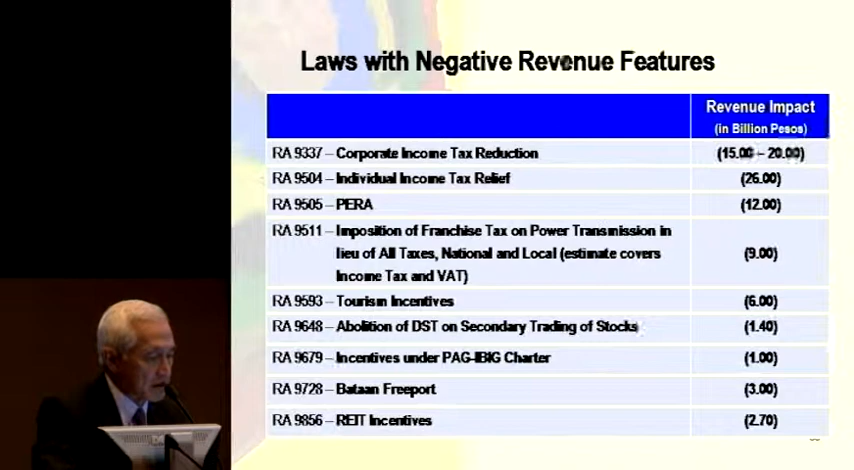 Laws with Negative Revenue Features
Revenue Impact
(in Billion Pesos)
RA 9337 – Corporate Income Tax Reduction (15.00 – 20.00)
RA 9504 – Individual Income Tax Relief (26.00)
RA 9505 – PERA (12.00)
RA 9511 – Imposition of Franchise Tax on Power Transmission in
lieu of All Taxes, National and Local (estimate covers (9.00)
Income Tax and VAT)
RA 9593 – Tourism Incentives (6.00)
RA 9648 – Abolition of DST on Secondary Trading of Stocks (1.40)
RA 9679 – Incentives under PAG-IBIG Charter (1.00)
RA 9728 – Bataan Freeport (3.00)
RA 9856 – REIT Incentives (2.70)